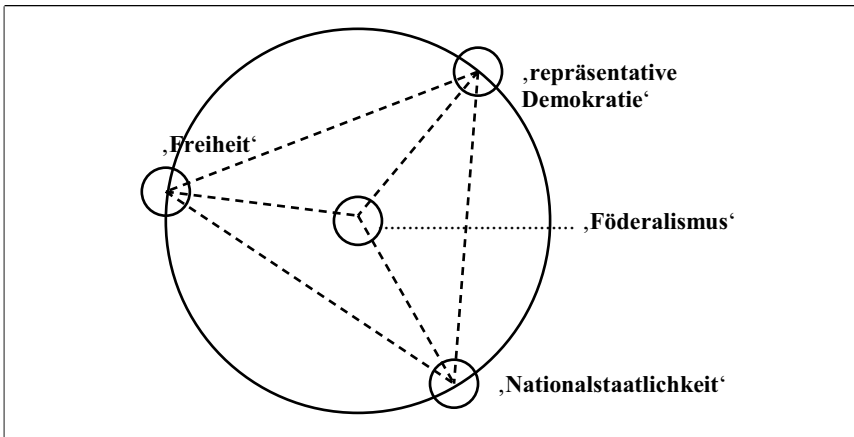 ‚repräsentative
Demokratie‘
‚Freiheit‘
‚Föderalismus‘
‚Nationalstaatlichkeit‘